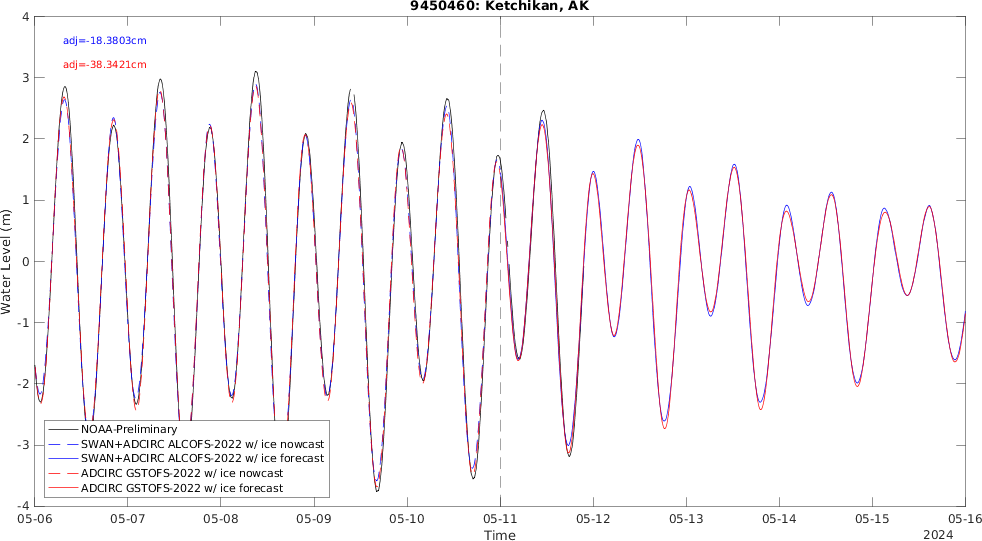 9450460: Ketchikan, AK
adj=-18.3803cm
adj=-38.3421cm
Water Level (m)
4
3
2
1
0
-1
-2
-3
-4
NOAA-Preliminary
SWAN+ADCIRC ALCOFS-2022 w/ ice nowcast
SWAN+ADCIRC ALCOFS-2022 w/ ice forecast
ADCIRC GSTOFS-2022 w/ ice nowcast
ADCIRC GSTOFS-2022 w/ ice forecast
05-06 05-07 05-08 05-09 05-10 05-11 05-12 05-13 05-14 05-15 05-16
Time
2024